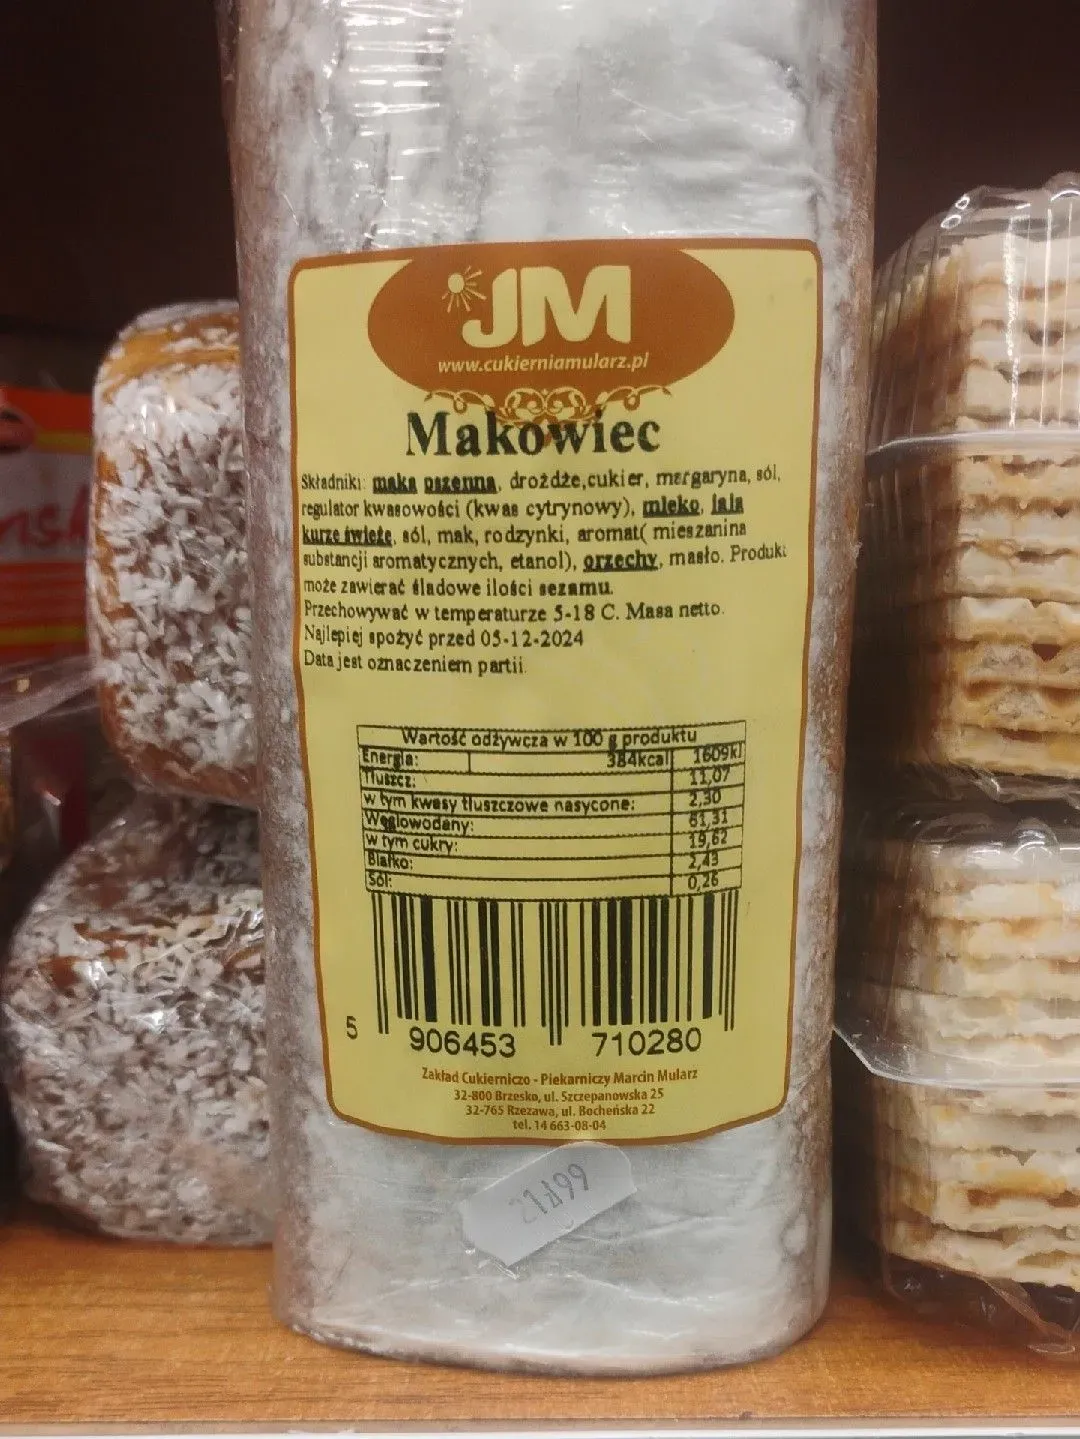 JM
www.cukierniamularz.pl
Makowiec
Składniki: mąka pszenna, drożdże,cukier, margaryna, sól,
regulator kwasowości (kwas cytrynowy), mleko, jaja
kurze świeże, sól, mak, rodzynki, aromat( mieszanina
substancji aromatycznych, etanol), orzechy, masło. Produkt
może zawierać śladowe ilości sezamu.
Przechowywać w temperaturze 5-18 C. Masa netto.
Najlepiej spożyć przed 05-12-2024
Data jest oznaczeniem partii.
Wartość odżywcza w 100 g produktu
Energia: 384kcal 1609kJ
Tłuszcz: 11,07
w tym kwasy tłuszczowe nasycone: 2,30
Węglowodany: 61,31
w tym cukry: 19,62
Białko: 2,43
Sól: 0,26
5 906453 710280
Zakład Cukierniczo - Piekarniczy Marcin Mularz
32-800 Brzesko, ul. Szczepanowska 25
32-765 Rzezawa, ul. Bocheńska 22
tel. 14 663-08-04